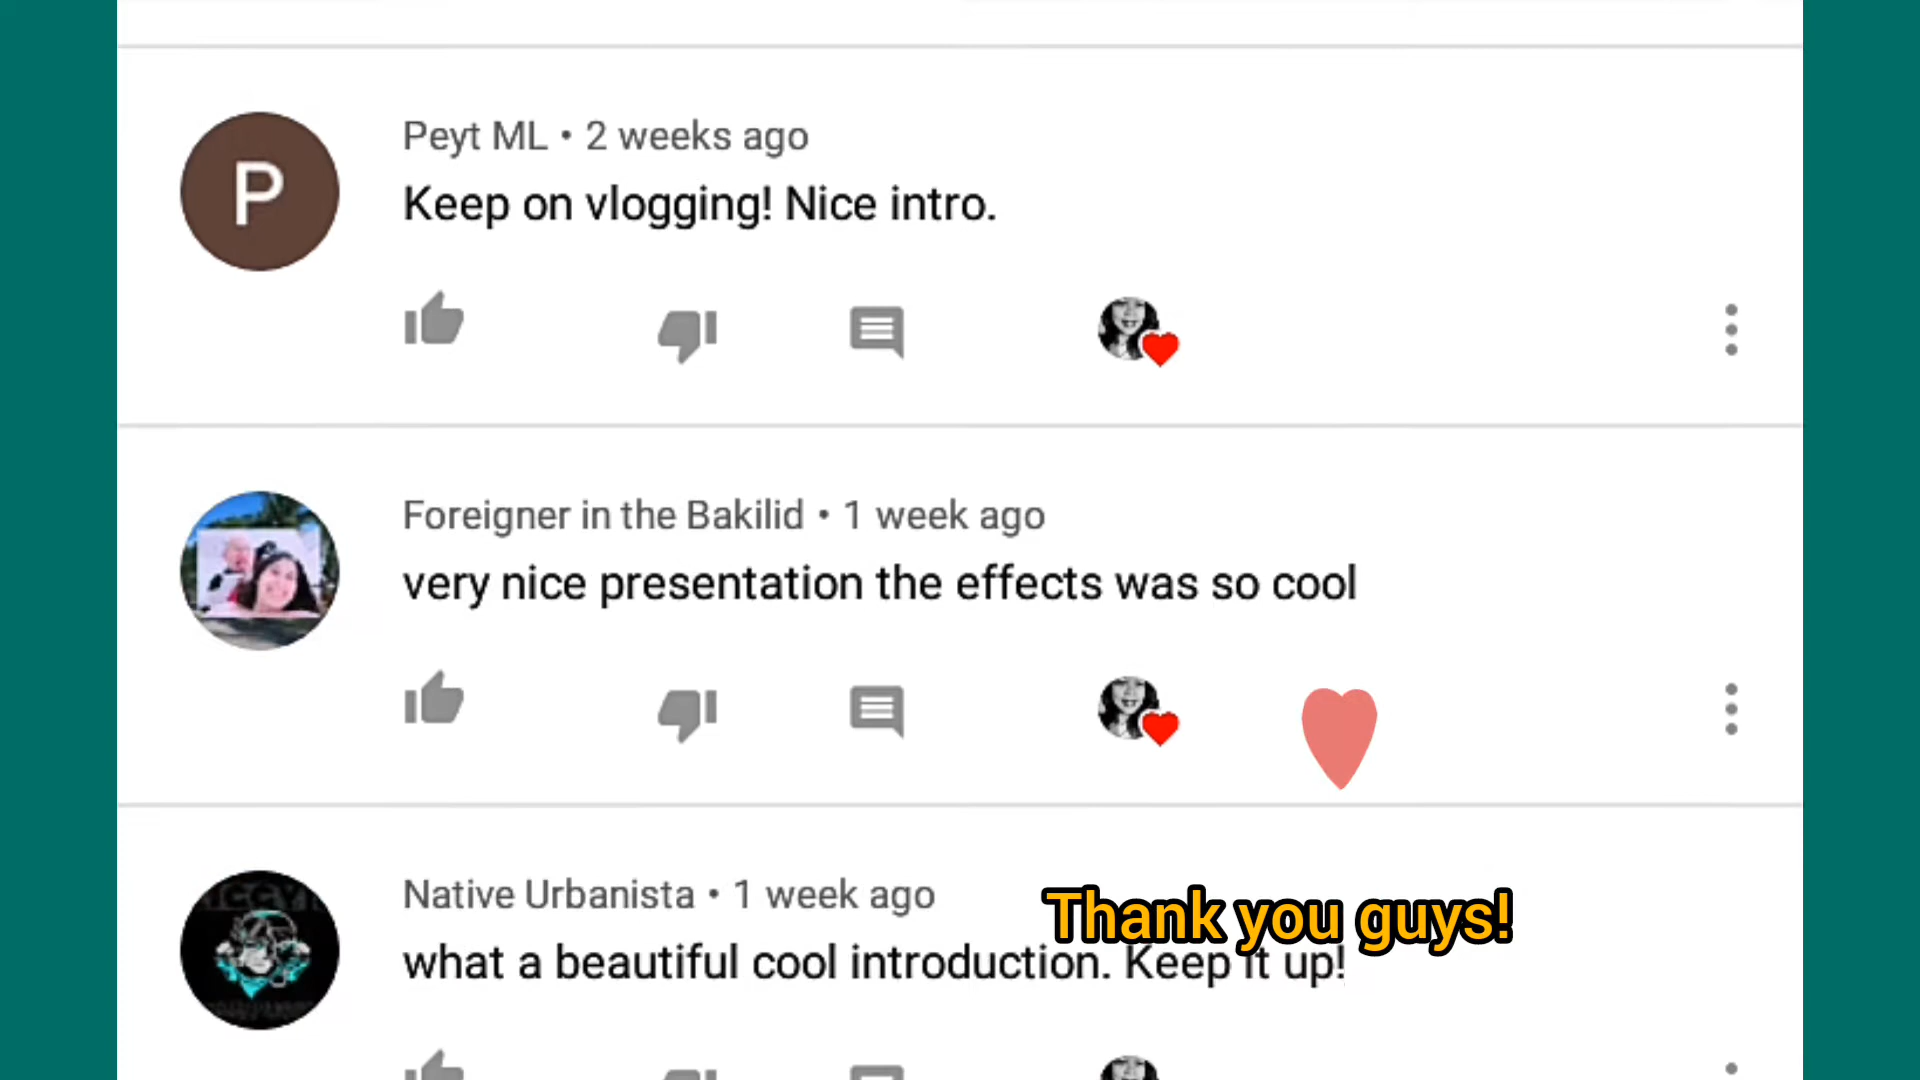 P
Peyt ML • 2 weeks ago
Keep on vlogging! Nice intro.
Foreigner in the Bakilid • 1 week ago
very nice presentation the effects was so cool
Native Urbanista • 1 week ago
Thank you guys!
what a beautiful cool introduction. Keep it up!